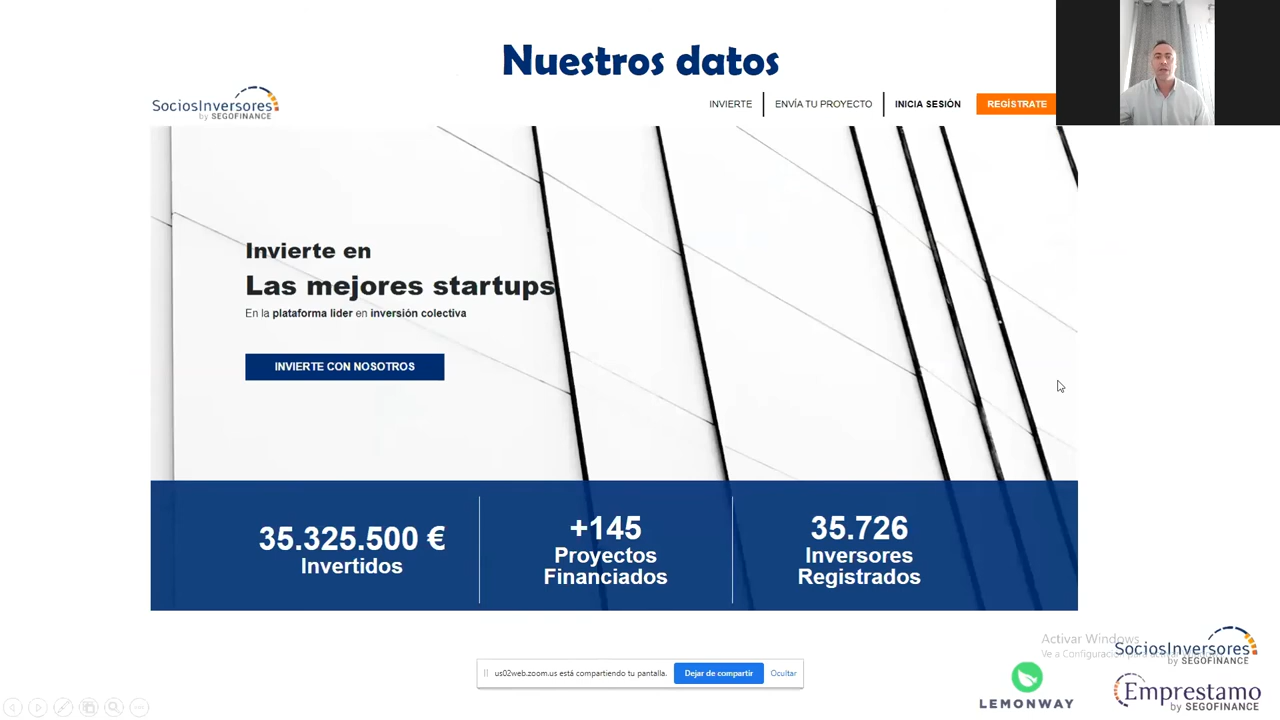 Nuestros datos
SociosInversores
by SEGOFINANCE
INVIERTE
ENVÍA TU PROYECTO
INICIA SESIÓN
REGÍSTRATE
Invierte en
Las mejores startups
En la plataforma líder en inversión colectiva
INVIERTE CON NOSOTROS
35.325.500 €
Invertidos
+145
Proyectos
Financiados
35.726
Inversores
Registrados
Activar Windows
Ve a Configuración para
SociosInversores
by SEGOFINANCE
us02web.zoom.us está compartiendo tu pantalla.
Dejar de compartir
Ocultar
LEMONWAY
Emprestamo
by SEGOFINANCE